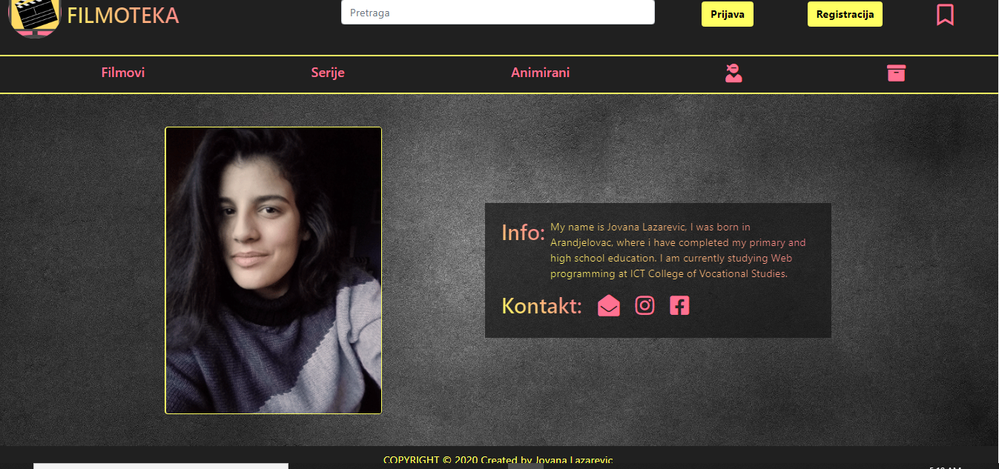 FILMOTEKA
Pretraga
Prijava
Registracija
Filmovi
Serije
Animirani
Info:
My name is Jovana Lazarevic, I was born in
Arandjelovac, where i have completed my primary and
high school education. I am currently studying Web
programming at ICT College of Vocational Studies.
Kontakt:
COPYRIGHT © 2020 Created by Jovana Lazarevic